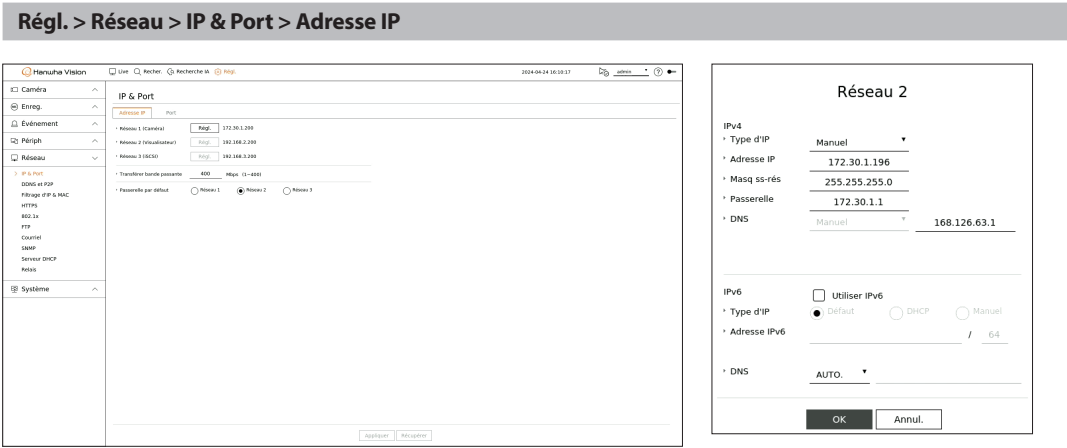 Régl. > Réseau > IP & Port > Adresse IP
Hanwha Vision
Live Recher. Recherche IA Régl.
2024-04-24 16:10:17
admin
Caméra
Enreg.
Événement
Périph
Réseau
> IP & Port
DDNS et P2P
Filtrage d'IP & MAC
HTTPS
802.1x
FTP
Courriel
SNMP
Serveur DHCP
Relais
Système
IP & Port
Adresse IP Port
Réseau 1 (Caméra) Régl. 172.30.1.200
Réseau 2 (Visualisateur) Régl. 192.168.2.200
Réseau 3 (iSCSI) Régl. 192.168.3.200
Transférer bande passante 400 Mbps (1~400)
Passerelle par défaut Réseau 1 Réseau 2 Réseau 3
Appliquer Récupérer
Réseau 2
IPv4
Type d'IP Manuel
Adresse IP 172.30.1.196
Masq ss-rés 255.255.255.0
Passerelle 172.30.1.1
DNS Manuel 168.126.63.1
IPv6 Utiliser IPv6
Type d'IP Défaut DHCP Manuel
Adresse IPv6 / 64
DNS AUTO.
OK Annul.